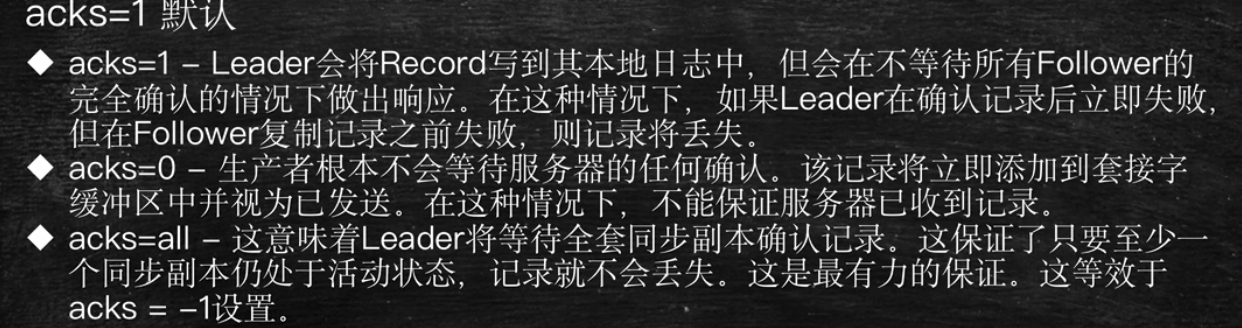 acks=1 默认
◆ acks=1 – Leader会将Record写到其本地日志中，但会在不等待所有Follower的
完全确认的情况下做出响应。在这种情况下，如果Leader在确认记录后立即失败，
但在Follower复制记录之前失败，则记录将丢失。
◆ acks=0 – 生产者根本不会等待服务器的任何确认。该记录将立即添加到套接字
缓冲区中并视为已发送。在这种情况下，不能保证服务器已收到记录。
◆ acks=all – 这意味着Leader将等待全套同步副本确认记录。这保证了只要至少一
个同步副本仍处于活动状态，记录就不会丢失。这是最有力的保证。这等效于
acks = –1设置。